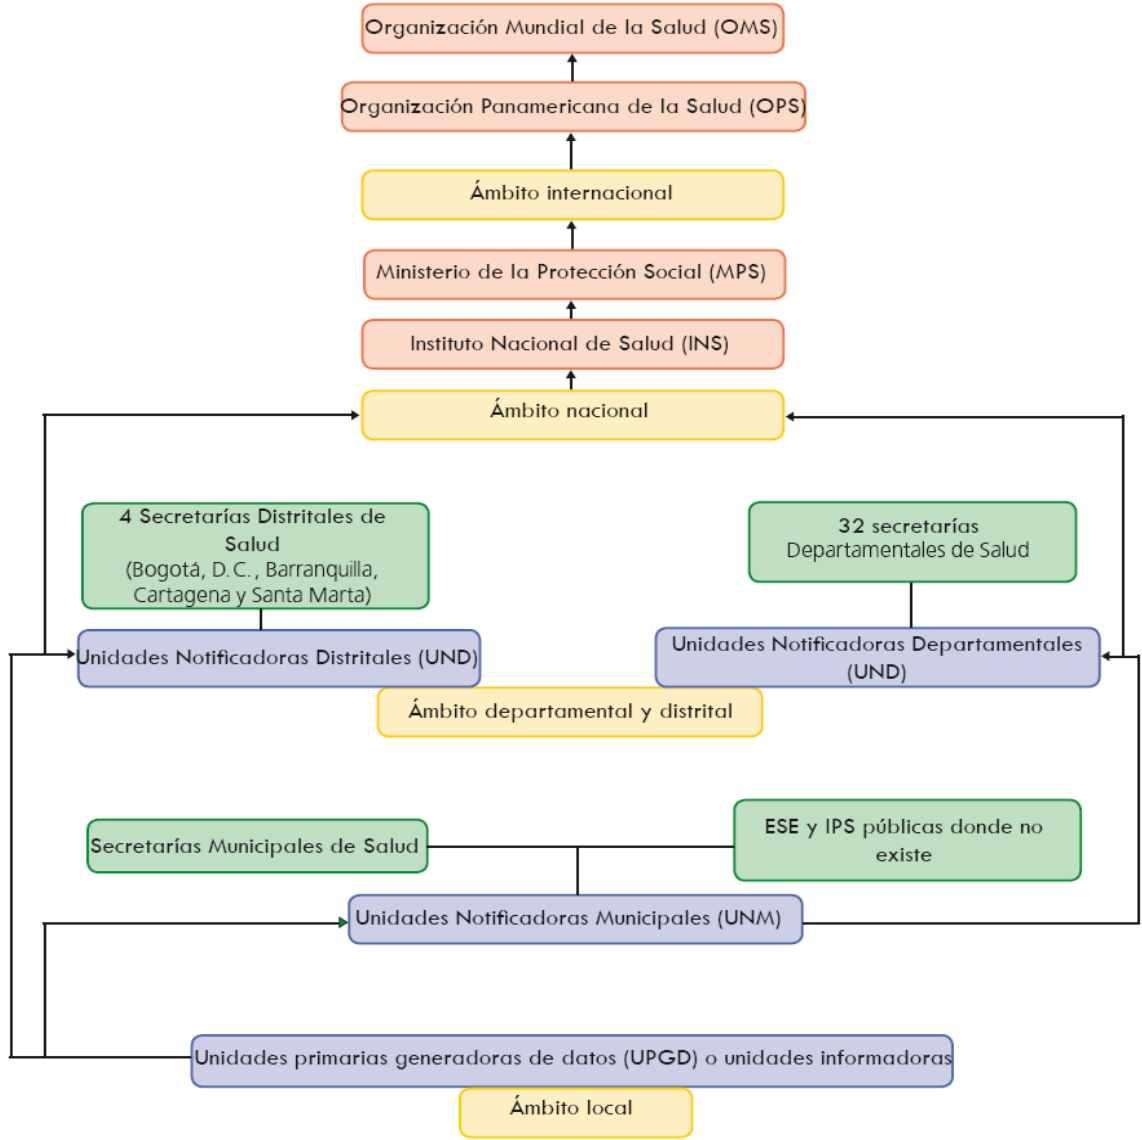 Organización Mundial de la Salud (OMS)
Organización Panamericana de la Salud (OPS)
Ámbito internacional
Ministerio de la Protección Social (MPS)
Instituto Nacional de Salud (INS)
Ámbito nacional
4 Secretarías Distritales de
Salud
(Bogotá, D.C., Barranquilla,
Cartagena y Santa Marta)
32 secretarías
Departamentales de Salud
Unidades Notificadoras Distritales (UND)
Unidades Notificadoras Departamentales
(UND)
Ámbito departamental y distrital
Secretarías Municipales de Salud
ESE y IPS públicas donde no
existe
Unidades Notificadoras Municipales (UNM)
Unidades primarias generadoras de datos (UPGD) o unidades informadoras
Ámbito local